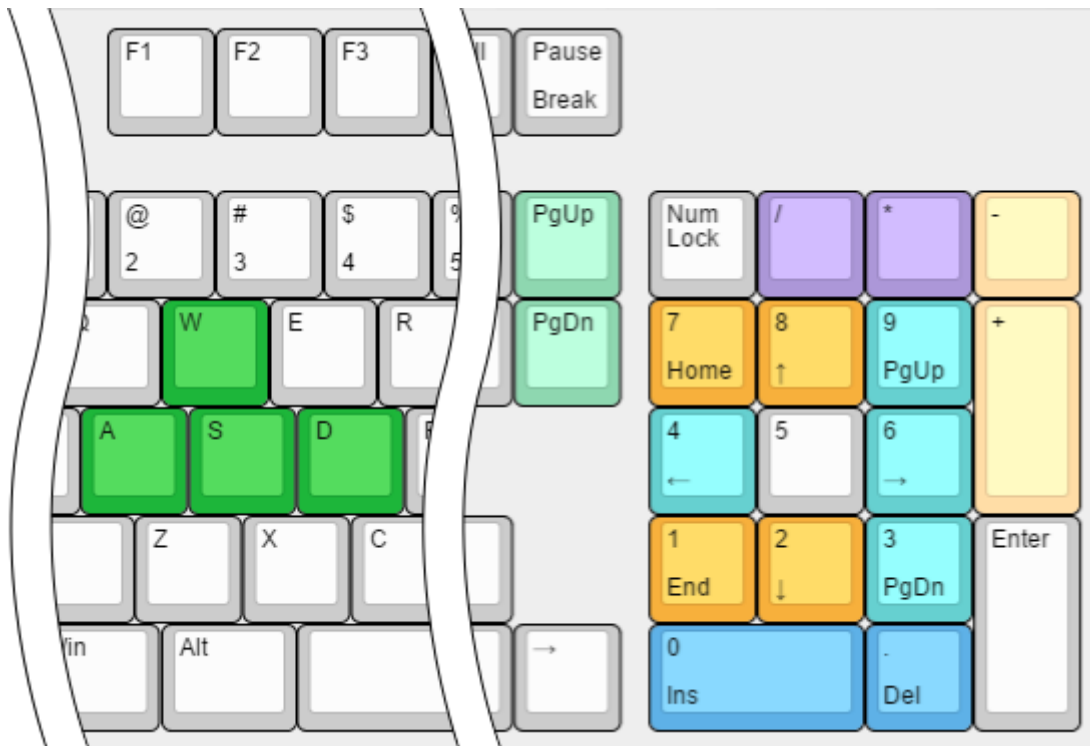 F1 F2 F3 Pause
Break
@ # $ PgUp Num / * -
Lock
2 3 4 5
W E R PgDn 7 8 9 +
Home ↑ PgUp
A S D 4 5 6
← →
Z X C 1 2 3 Enter
End ↓ PgDn
Alt → 0 .
Ins Del